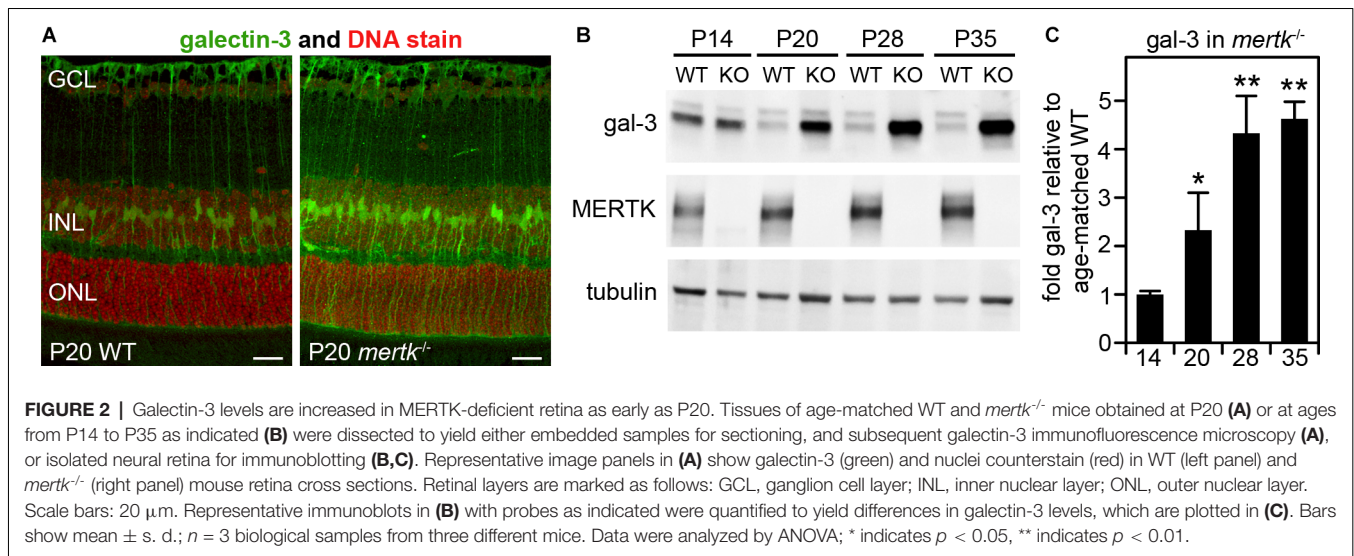 A
galectin-3 and DNA stain
GCL
INL
ONL
P20 WT
P20 mertk-/-
B
P14 P20 P28 P35
WT KO WT KO WT KO WT KO
gal-3
MERTK
tubulin
C
gal-3 in mertk-/-
fold gal-3 relative to
age-matched WT
5
4
3
2
1
0
* ** **
14 20 28 35
FIGURE 2 | Galectin-3 levels are increased in MERTK-deficient retina as early as P20. Tissues of age-matched WT and mertk-/- mice obtained at P20 (A) or at ages
from P14 to P35 as indicated (B) were dissected to yield either embedded samples for sectioning, and subsequent galectin-3 immunofluorescence microscopy (A),
or isolated neural retina for immunoblotting (B,C). Representative image panels in (A) show galectin-3 (green) and nuclei counterstain (red) in WT (left panel) and
mertk-/- (right panel) mouse retina cross sections. Retinal layers are marked as follows: GCL, ganglion cell layer; INL, inner nuclear layer; ONL, outer nuclear layer.
Scale bars: 20 μm. Representative immunoblots in (B) with probes as indicated were quantified to yield differences in galectin-3 levels, which are plotted in (C). Bars
show mean ± s. d.; n = 3 biological samples from three different mice. Data were analyzed by ANOVA; * indicates p < 0.05, ** indicates p < 0.01.